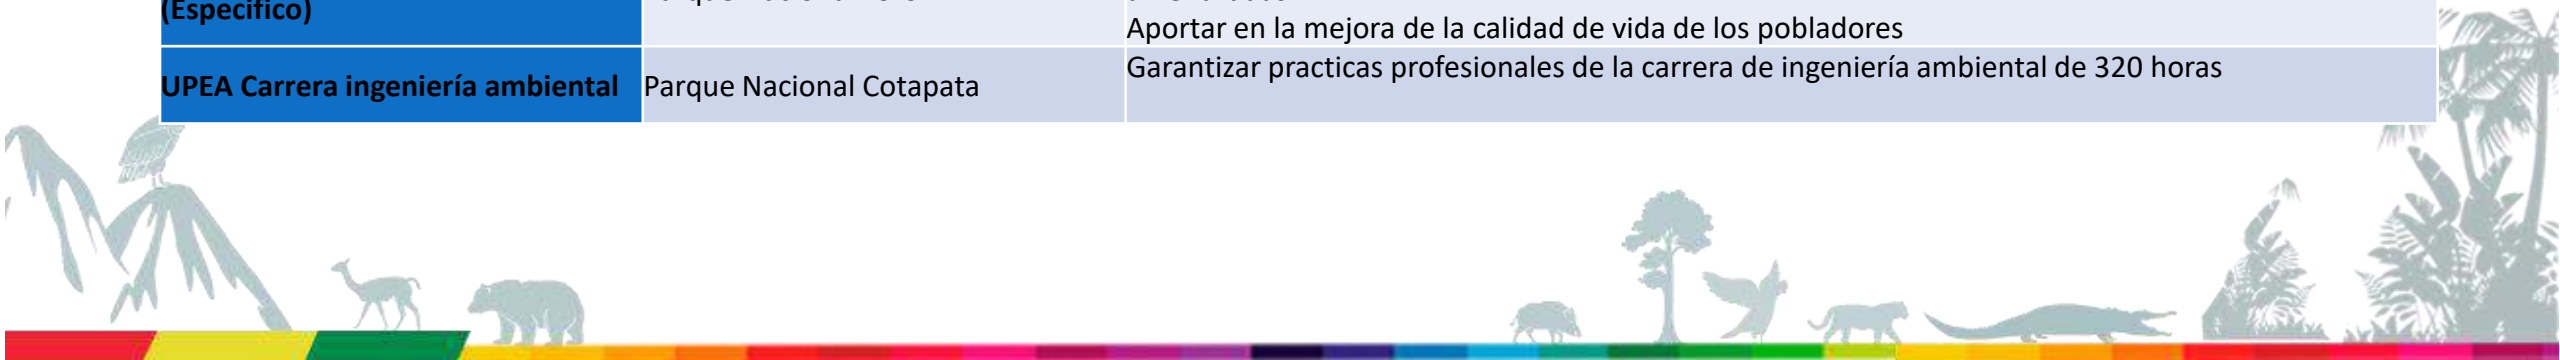 (Específico)
Aportar en la mejora de la calidad de vida de los pobladores
UPEA Carrera ingeniería ambiental
Parque Nacional Cotapata
Garantizar practicas profesionales de la carrera de ingeniería ambiental de 320 horas